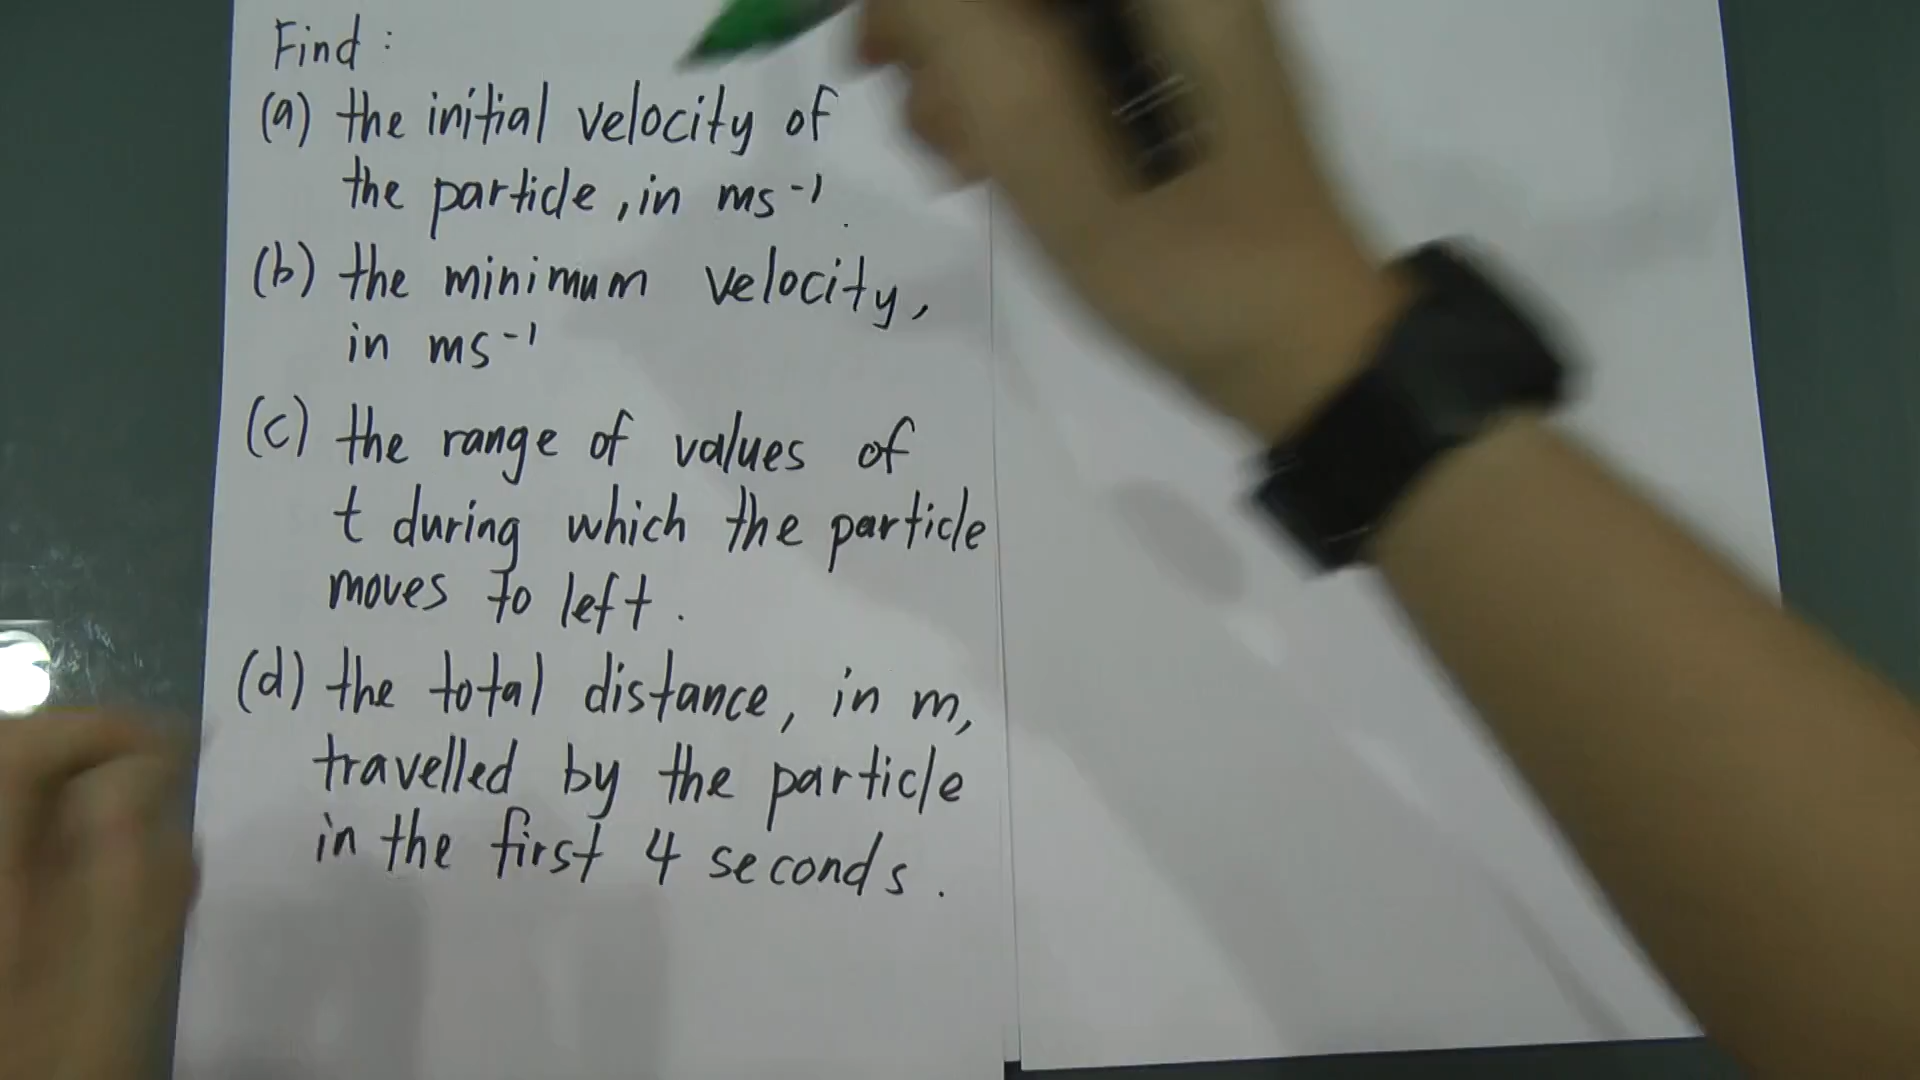 Find :
(a) the initial velocity of
the particle, in ms⁻¹.
(b) the minimum velocity,
in ms⁻¹
(c) the range of values of
t during which the particle
moves to left.
(d) the total distance, in m,
travelled by the particle
in the first 4 seconds.